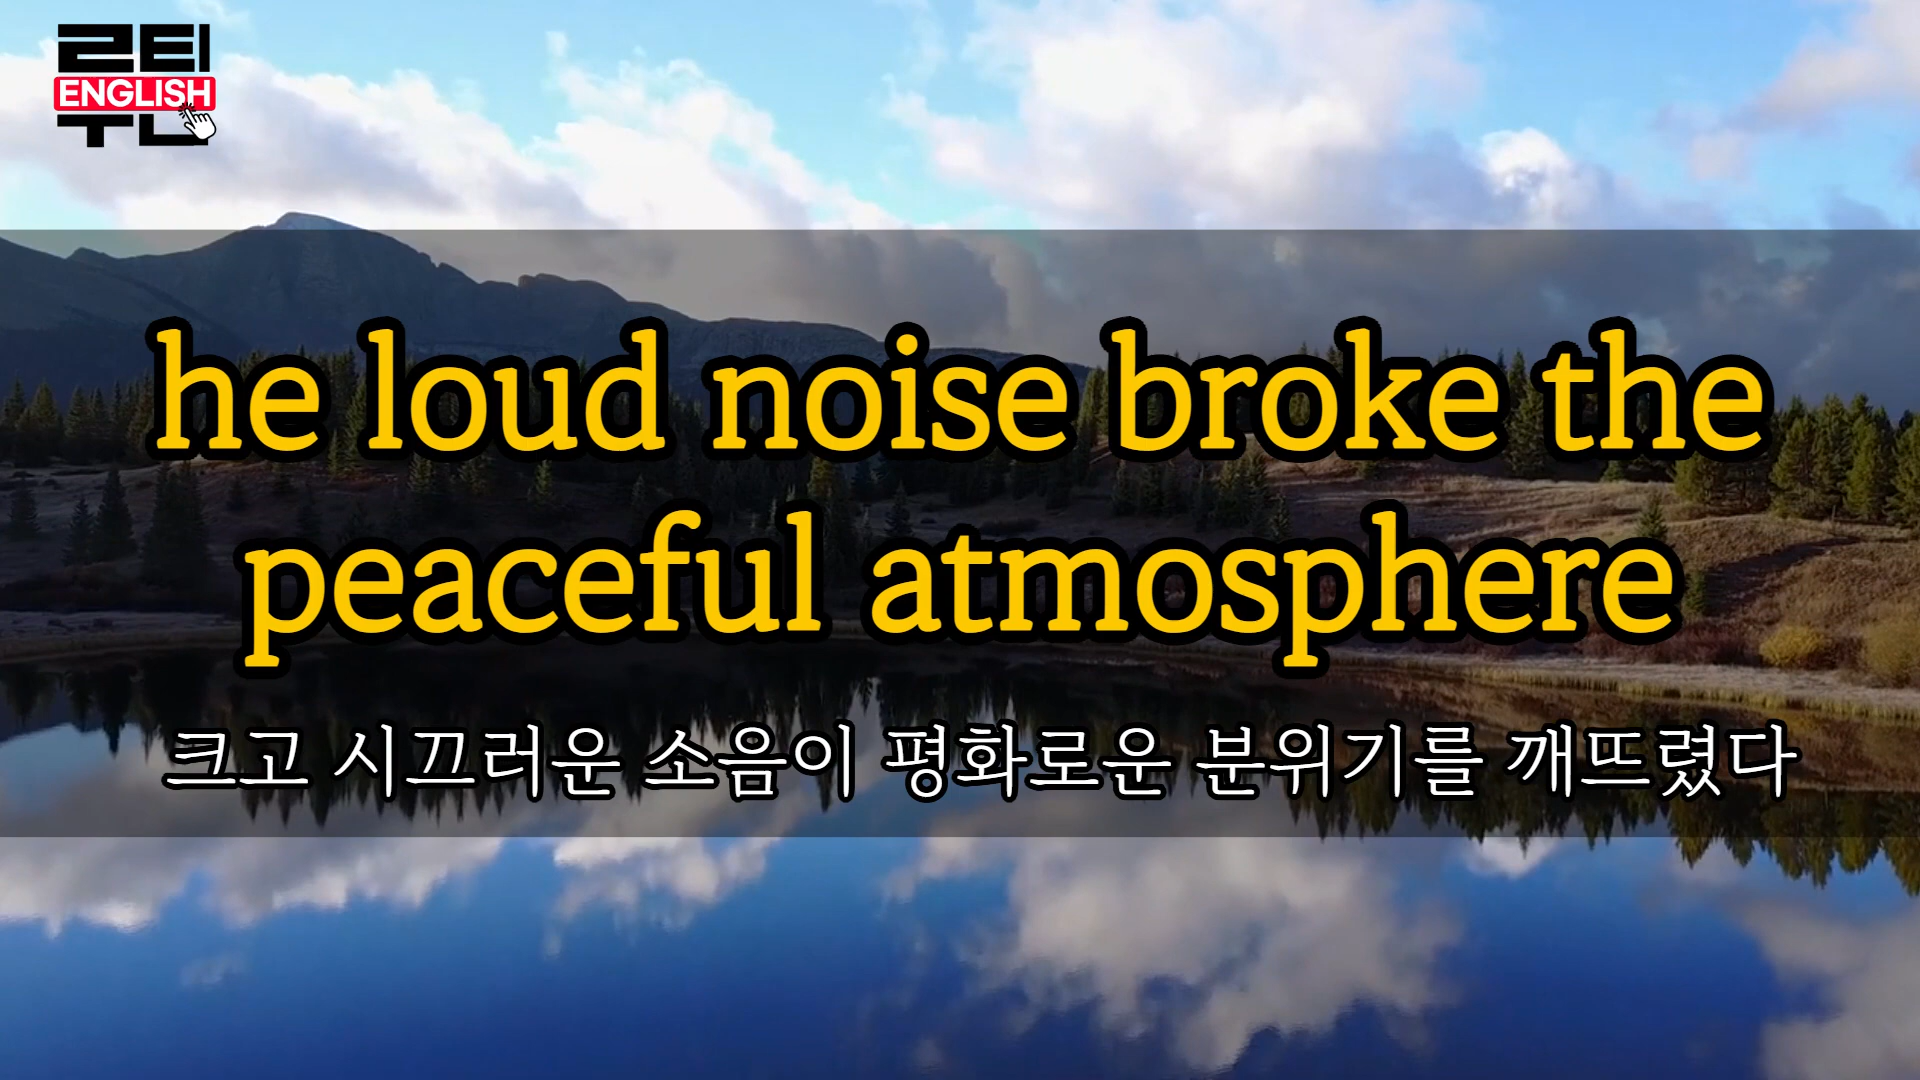 루틴
ENGLISH
he loud noise broke the
peaceful atmosphere
크고 시끄러운 소음이 평화로운 분위기를 깨뜨렸다